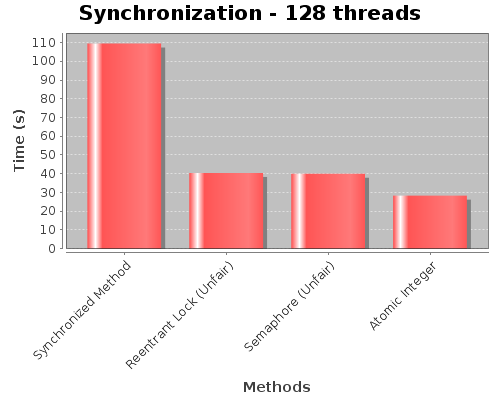 Synchronization - 128 threads
Time (s)
110
100
90
80
70
60
50
40
30
20
10
0
Synchronized Method
Reentrant Lock (Unfair)
Semaphore (Unfair)
Atomic Integer
Methods